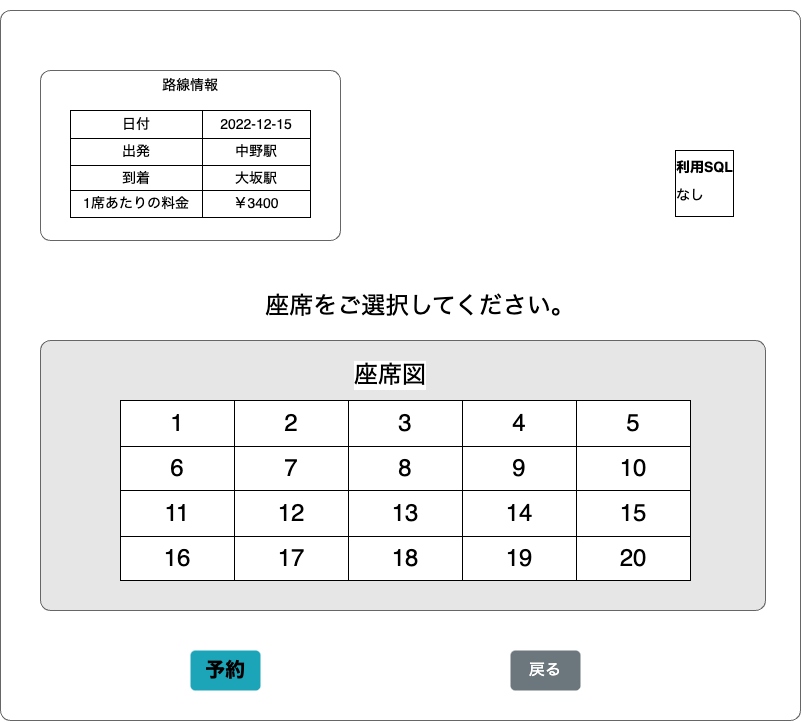 路線情報
日付 2022-12-15
出発 中野駅
到着 大坂駅
1席あたりの料金 ￥3400
利用SQL
なし
座席をご選択してください。
座席図
1 2 3 4 5
6 7 8 9 10
11 12 13 14 15
16 17 18 19 20
予約 戻る